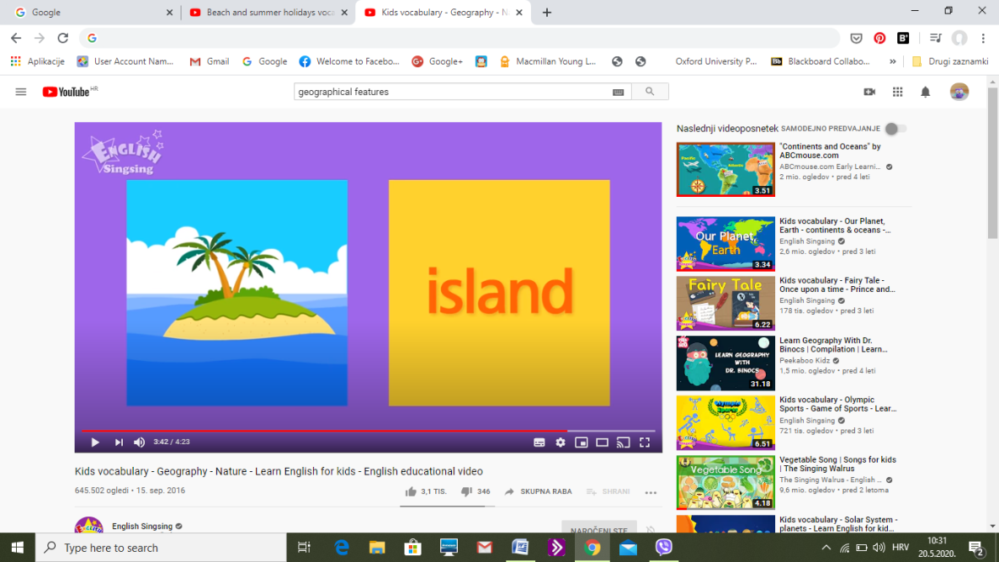 Google
Beach and summer holidays voca
Kids vocabulary - Geography - N
Aplikacije
User Account Nam...
Gmail
Google
Welcome to Facebo...
Google+
Macmillan Young L...
Oxford University P...
Bb
Blackboard Collabo...
»
Drugi zaznamki
YouTube HR
geographical features
ENGLISH
Singsing
island
3:42 / 4:23
Kids vocabulary - Geography - Nature - Learn English for kids - English educational video
645.502 ogledi • 15. sep. 2016
3,1 TIS.
346
SKUPNA RABA
SHRANI
English Singsing
NAROČENI STE
Naslednji videoposnetek
SAMODEJNO PREDVAJANJE
Pacific
Atlantic
3.51
"Continents and Oceans" by
ABCmouse.com
ABCmouse.com Early Learni...
2 mio. ogledov • pred 4 leti
Our Planet,
Earth
3.34
Kids vocabulary - Our Planet,
Earth - continents & oceans -...
English Singsing
2,6 mio. ogledov • pred 3 leti
Fairy Tale
6.22
Kids vocabulary - Fairy Tale -
Once upon a time - Prince and...
English Singsing
178 tis. ogledov • pred 3 leti
LEARN GEOGRAPHY
WITH
DR. BINOCS
31.18
Learn Geography With Dr.
Binocs | Compilation | Learn...
Peekaboo Kidz
1,5 mio. ogledov • pred 4 leti
Olympic
Sports
6.51
Kids vocabulary - Olympic
Sports - Game of Sports - Lear...
English Singsing
721 tis. ogledov • pred 3 leti
Vegetable Song
4.18
Vegetable Song | Songs for kids
| The Singing Walrus
The Singing Walrus - English ...
9,6 mio. ogledov • pred 2 letoma
Kids vocabulary - Solar System -
planets - Learn English for kid...
Type here to search
HRV
10:31
20.5.2020.
2